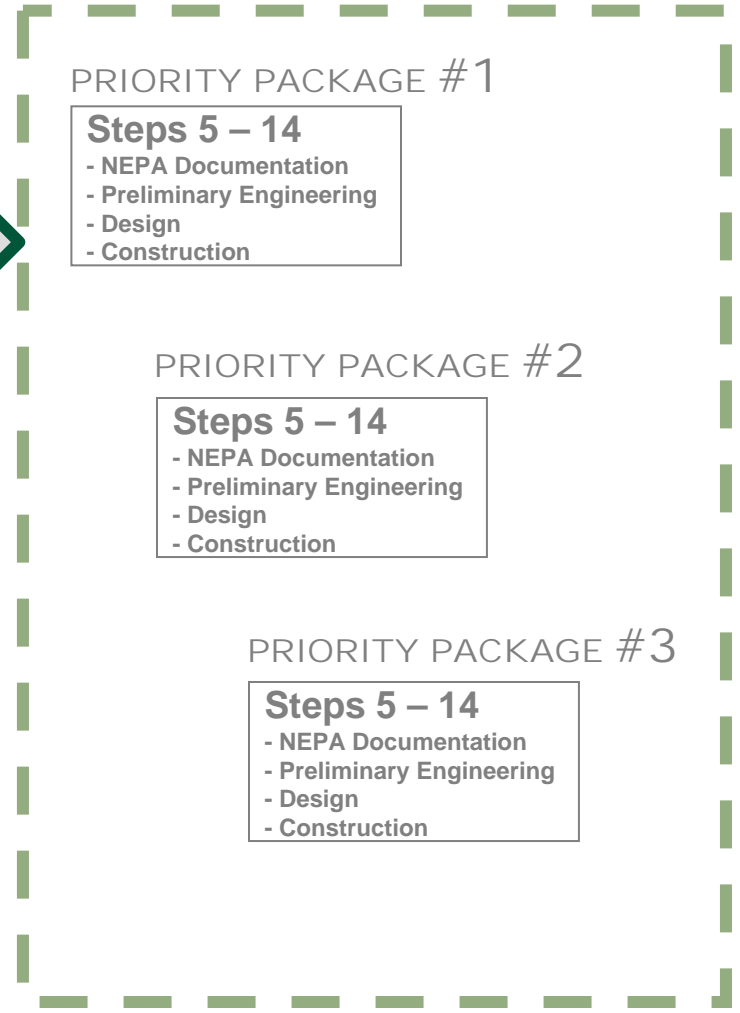 PRIORITY PACKAGE #1
Steps 5 – 14
- NEPA Documentation
- Preliminary Engineering
- Design
- Construction
PRIORITY PACKAGE #2
Steps 5 – 14
- NEPA Documentation
- Preliminary Engineering
- Design
- Construction
PRIORITY PACKAGE #3
Steps 5 – 14
- NEPA Documentation
- Preliminary Engineering
- Design
- Construction